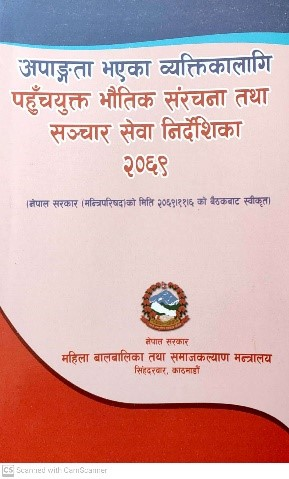 अपाङ्गता भएका व्यक्तिकालागि
पहुँचयुक्त भौतिक संरचना तथा
सञ्चार सेवा निर्देशिका
२०६९
(नेपाल सरकार (मन्त्रिपरिषद्)को मिति २०६९।११।६ को बैठकबाट स्वीकृत)
नेपाल सरकार
महिला बालबालिका तथा समाजकल्याण मन्त्रालय
सिंहदरबार, काठमाडौं
CS Scanned with CamScanner